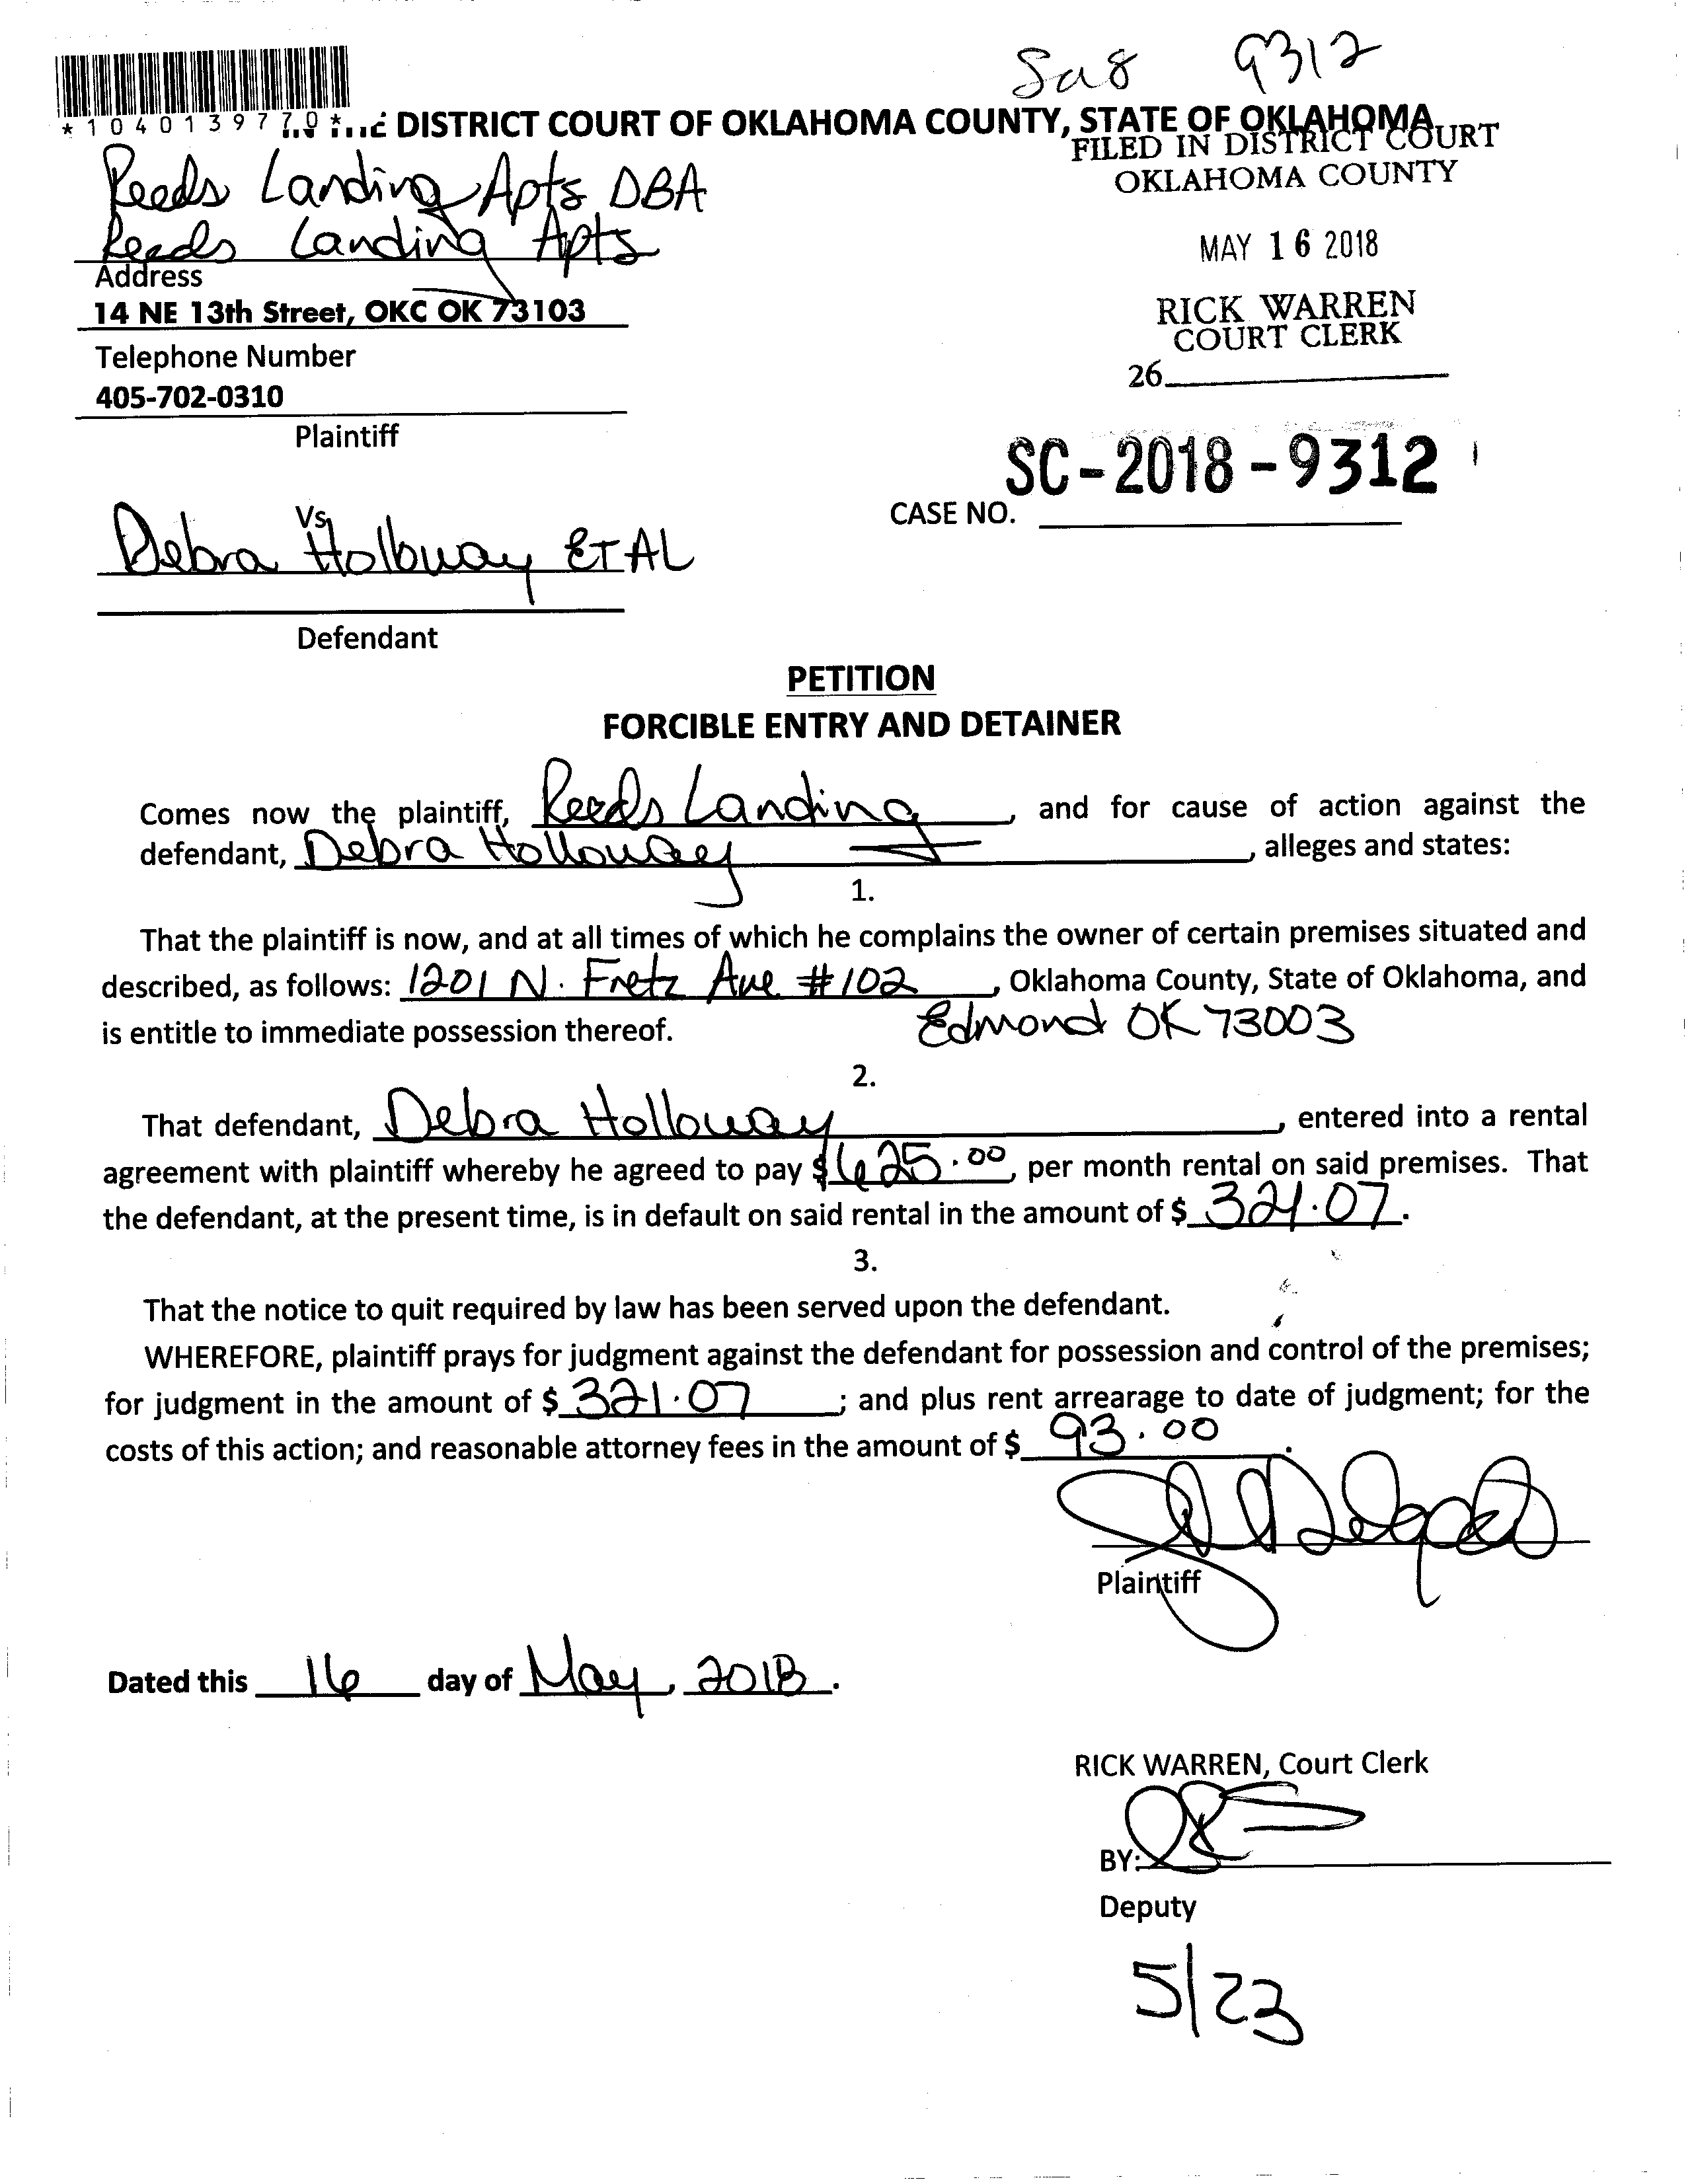 9312
*1040139770*
DISTRICT COURT OF OKLAHOMA COUNTY, STATE OF OKLAHOMA
FILED IN DISTRICT COURT
OKLAHOMA COUNTY
Reeds Landing Apts DBA
Reeds Landing Apts
MAY 16 2018
Address
14 NE 13th Street, OKC OK 73103
RICK WARREN
COURT CLERK
Telephone Number
26
405-702-0310
Plaintiff
SC-2018-9312
CASE NO.
Vs
Debra Holloway ET AL
Defendant
PETITION
FORCIBLE ENTRY AND DETAINER
Comes now the plaintiff, Reeds Landing, and for cause of action against the
defendant, Debra Holloway, alleges and states:
1.
That the plaintiff is now, and at all times of which he complains the owner of certain premises situated and
described, as follows: 1201 N. Fretz Ave #102, Oklahoma County, State of Oklahoma, and
is entitle to immediate possession thereof. Edmond OK 73003
2.
That defendant, Debra Holloway, entered into a rental
agreement with plaintiff whereby he agreed to pay $625.00, per month rental on said premises. That
the defendant, at the present time, is in default on said rental in the amount of $ 321.07.
3.
That the notice to quit required by law has been served upon the defendant.
WHEREFORE, plaintiff prays for judgment against the defendant for possession and control of the premises;
for judgment in the amount of $ 321.07; and plus rent arrearage to date of judgment; for the
costs of this action; and reasonable attorney fees in the amount of $ 93.00.
Plaintiff
Dated this 16 day of May, 2018.
RICK WARREN, Court Clerk
BY:
Deputy
5/23